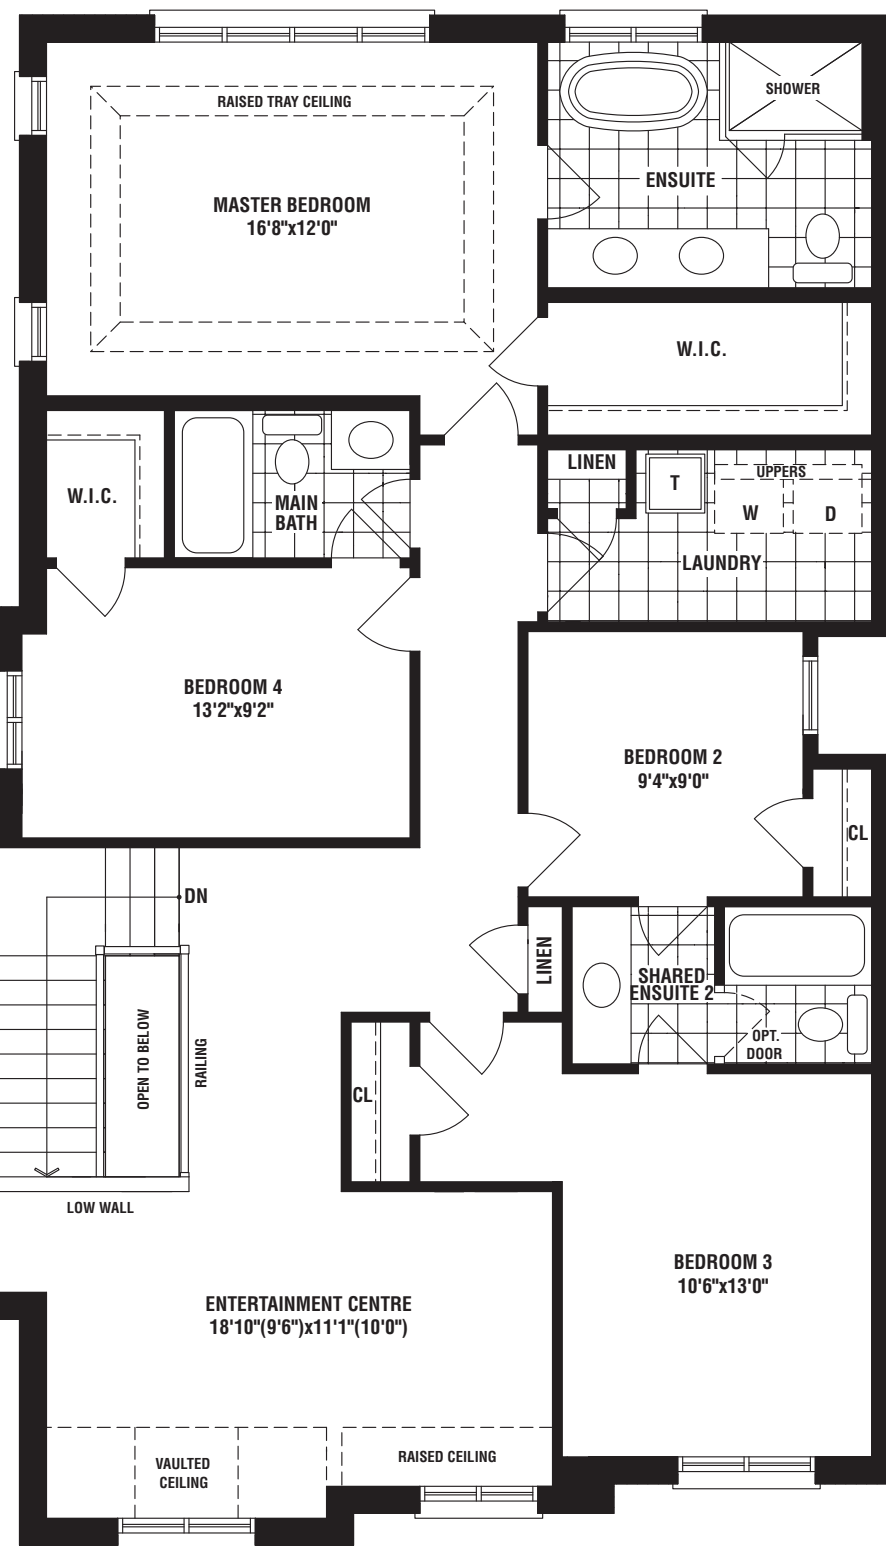 RAISED TRAY CEILING
SHOWER
MASTER BEDROOM
16'8"x12'0"
ENSUITE
W.I.C.
W.I.C.
MAIN
BATH
LINEN
T
UPPERS
W
D
LAUNDRY
BEDROOM 4
13'2"x9'2"
BEDROOM 2
9'4"x9'0"
CL
DN
LINEN
SHARED
ENSUITE 2
OPT.
DOOR
OPEN TO BELOW
RAILING
CL
LOW WALL
BEDROOM 3
10'6"x13'0"
ENTERTAINMENT CENTRE
18'10"(9'6")x11'1"(10'0")
VAULTED
CEILING
RAISED CEILING